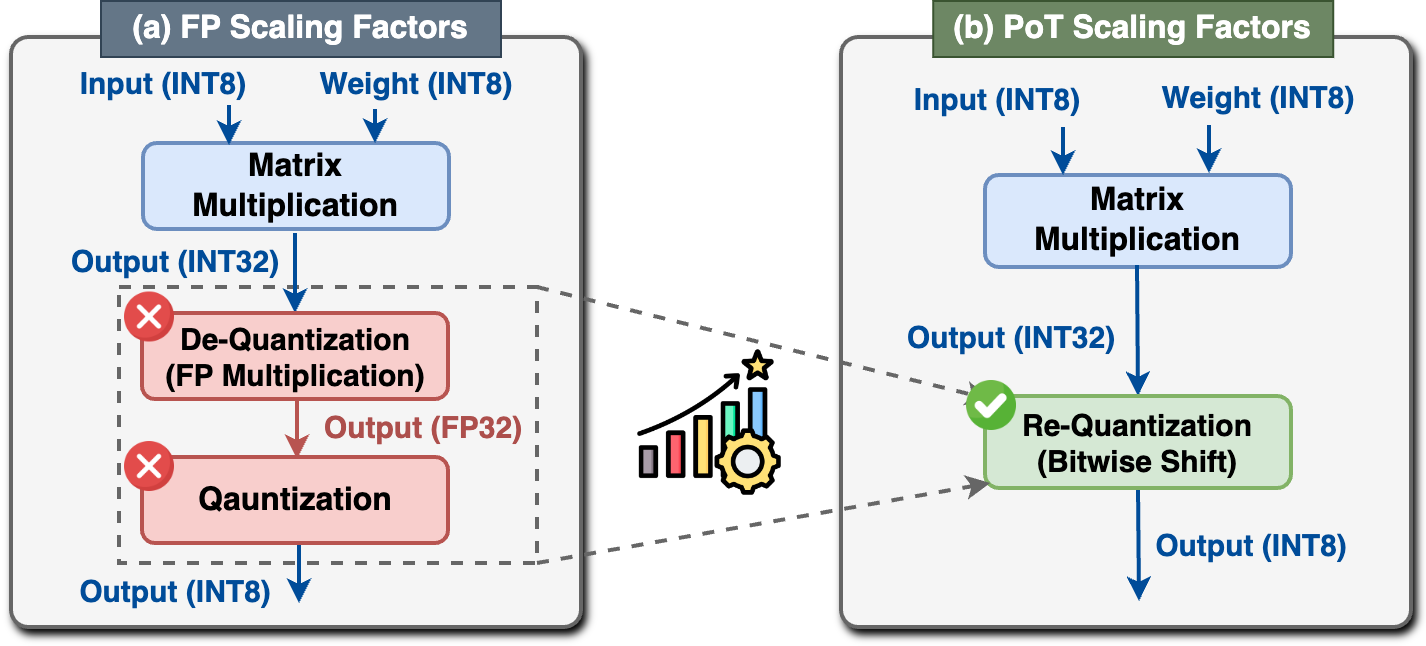 (a) FP Scaling Factors
Input (INT8)
Weight (INT8)
Matrix
Multiplication
Output (INT32)
De-Quantization
(FP Multiplication)
Output (FP32)
Qauntization
Output (INT8)
(b) PoT Scaling Factors
Input (INT8)
Weight (INT8)
Matrix
Multiplication
Output (INT32)
Re-Quantization
(Bitwise Shift)
Output (INT8)